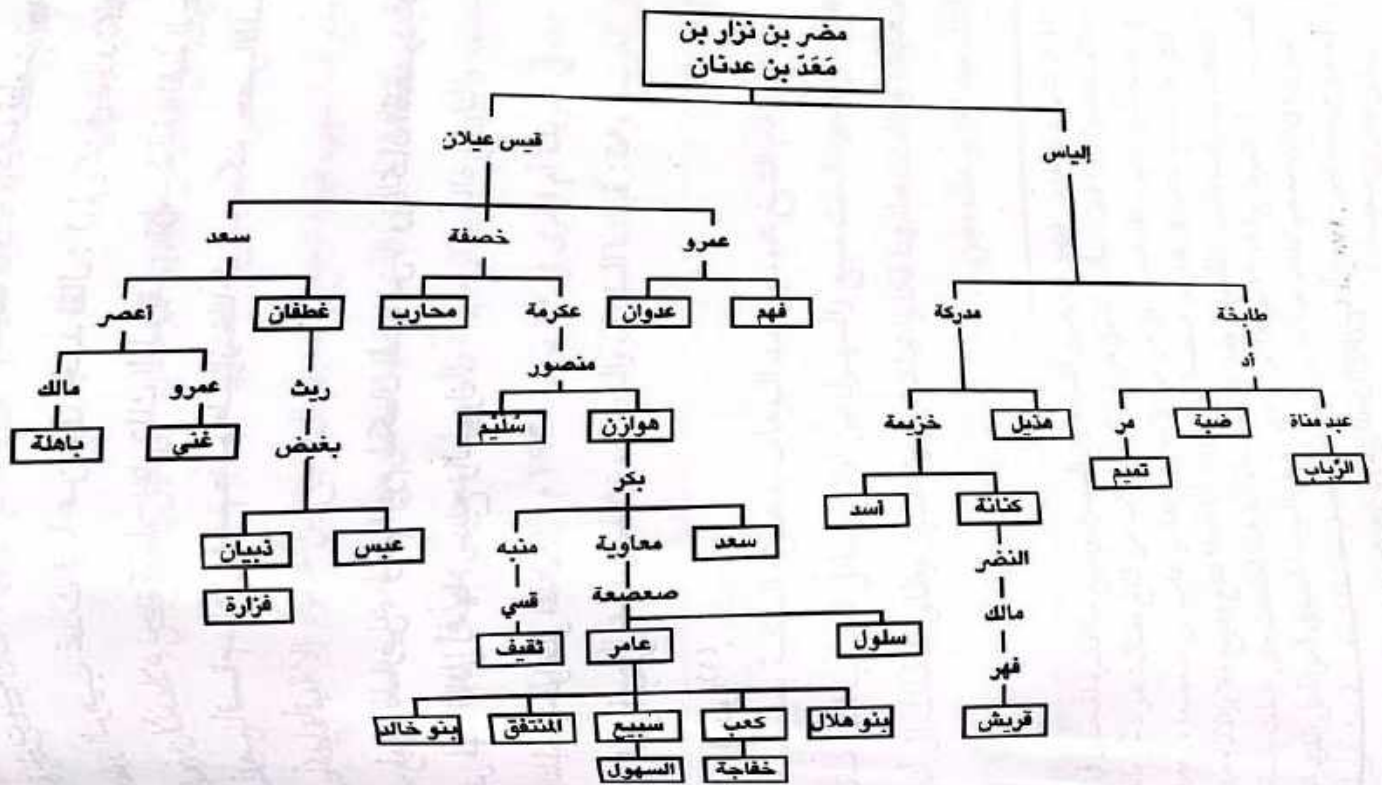 مضر بن نزار بن
مَعَدّ بن عدنان
إلياس
قيس عيلان
عمرو
خصفة
سعد
طابخة
مدركة
فهم
عدوان
عكرمة
محارب
غطفان
أعصر
أد
منصور
ريث
عمرو
مالك
عبد مناة
ضبة
مر
هذيل
خزيمة
هوازن
سُلَيْم
بغيض
غني
باهلة
الرّباب
تميم
كنانة
أسد
بكر
سعد
معاوية
منبه
عبس
ذبيان
النضر
صعصعة
قسي
فزارة
مالك
سلول
عامر
ثقيف
فهر
قريش
بنو هلال
كعب
سبيع
المنتفق
بنو خالد
خفاجة
السهول